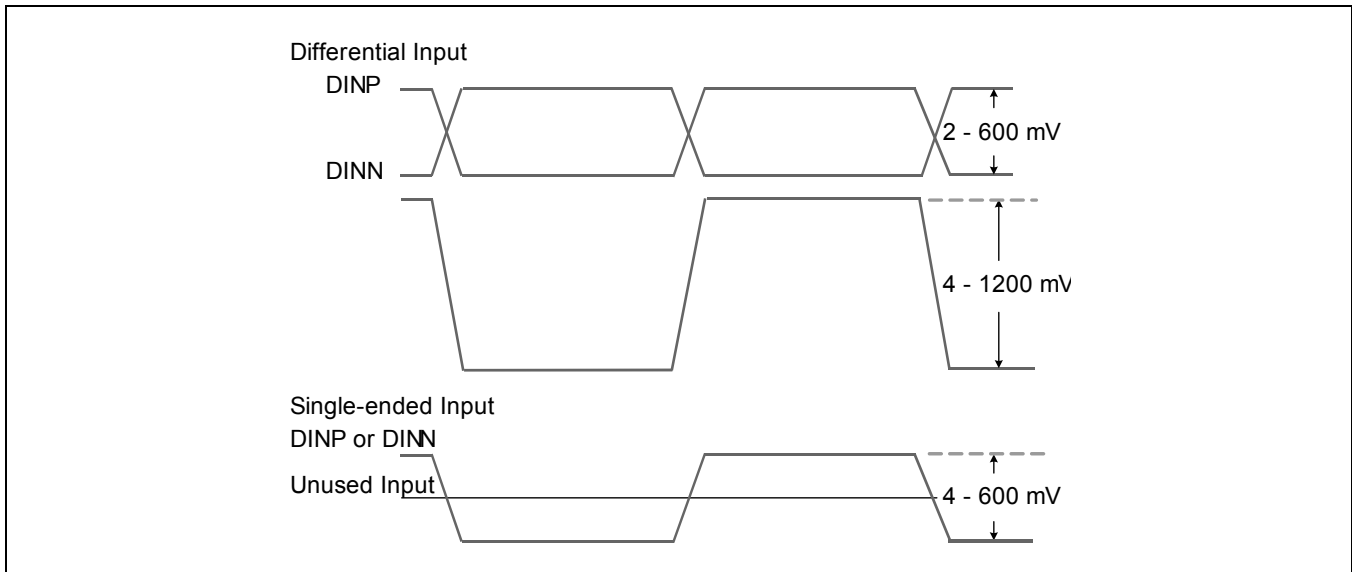 Differential Input
DINP
2 - 600 mV
DINN
4 - 1200 mV
Single-ended Input
DINP or DINN
Unused Input
4 - 600 mV